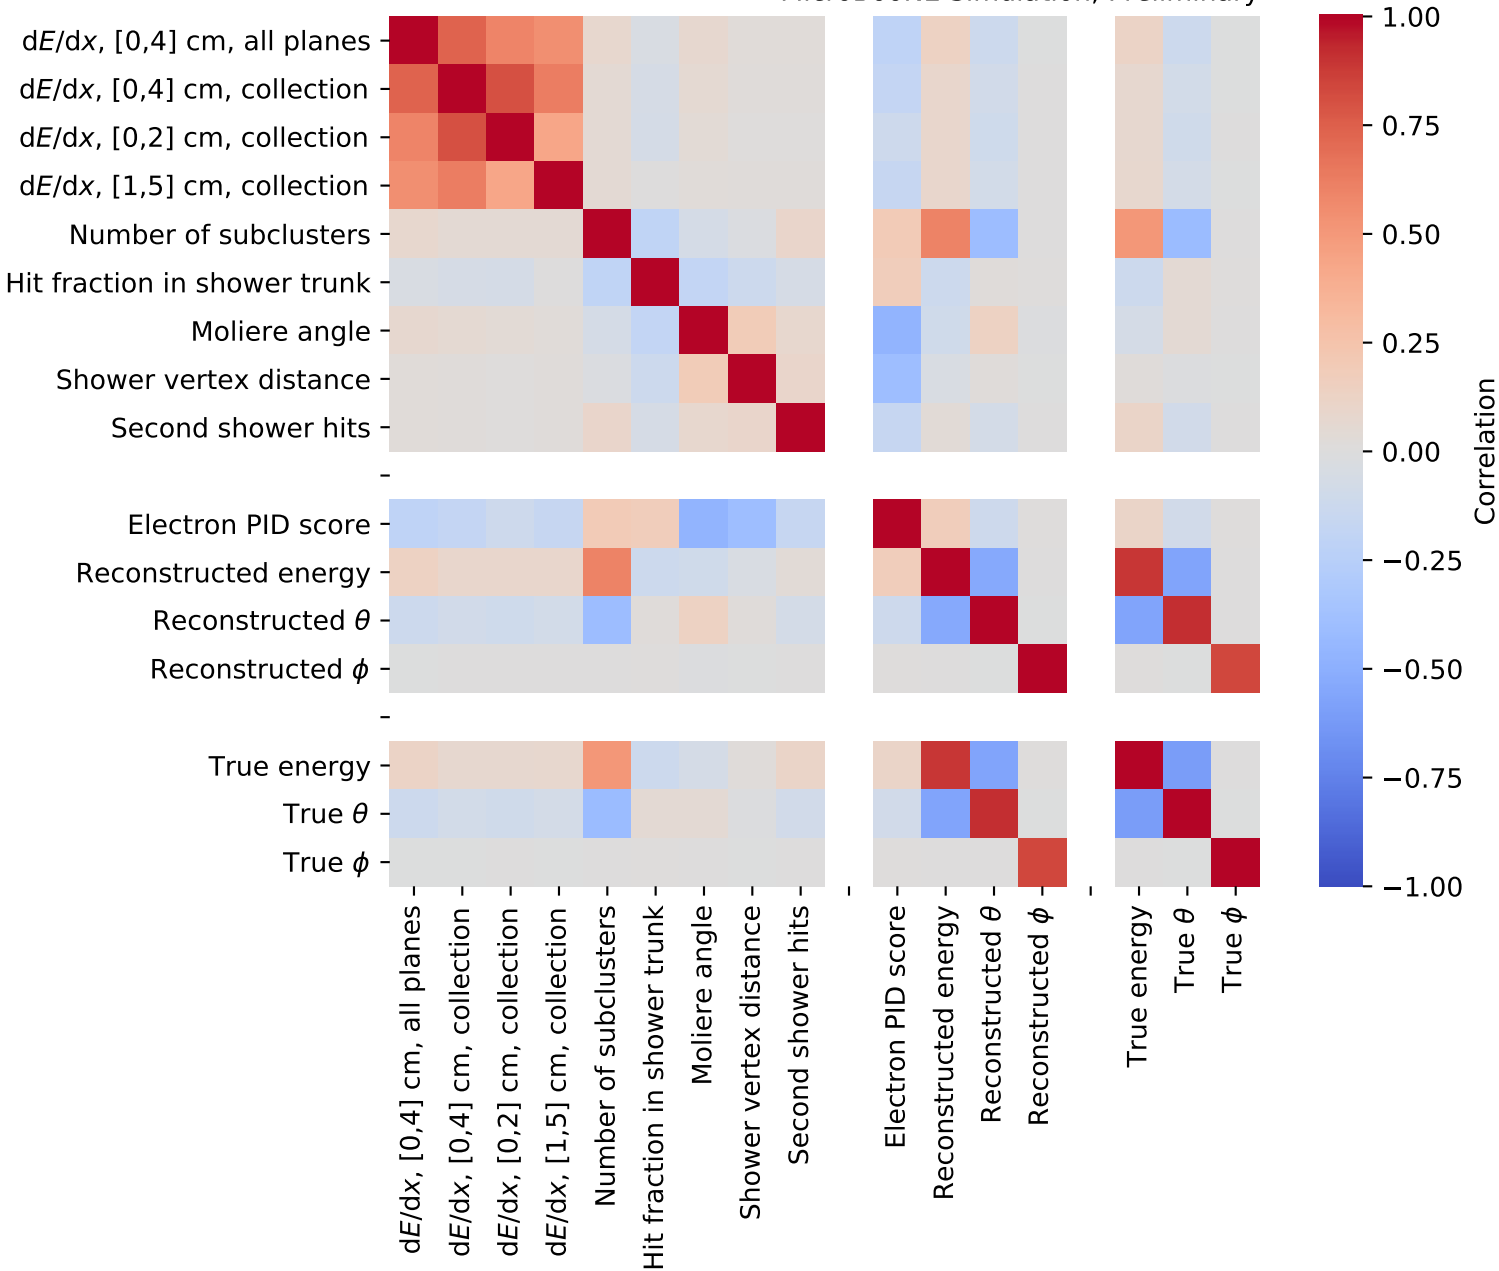 dE/dx, [0,4] cm, all planes
dE/dx, [0,4] cm, collection
dE/dx, [0,2] cm, collection
dE/dx, [1,5] cm, collection
Number of subclusters
Hit fraction in shower trunk
Moliere angle
Shower vertex distance
Second shower hits
Electron PID score
Reconstructed energy
Reconstructed θ
Reconstructed ϕ
True energy
True θ
True ϕ
dE/dx, [0,4] cm, all planes
dE/dx, [0,4] cm, collection
dE/dx, [0,2] cm, collection
dE/dx, [1,5] cm, collection
Number of subclusters
Hit fraction in shower trunk
Moliere angle
Shower vertex distance
Second shower hits
Electron PID score
Reconstructed energy
Reconstructed θ
Reconstructed ϕ
True energy
True θ
True ϕ
1.00
0.75
0.50
0.25
0.00
−0.25
−0.50
−0.75
−1.00
Correlation